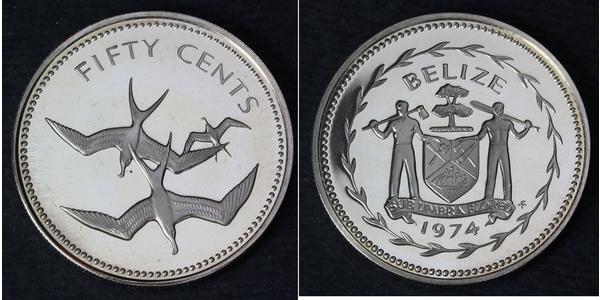 FIFTY CENTS
BELIZE
SUB UMBRA FLOREO
1974